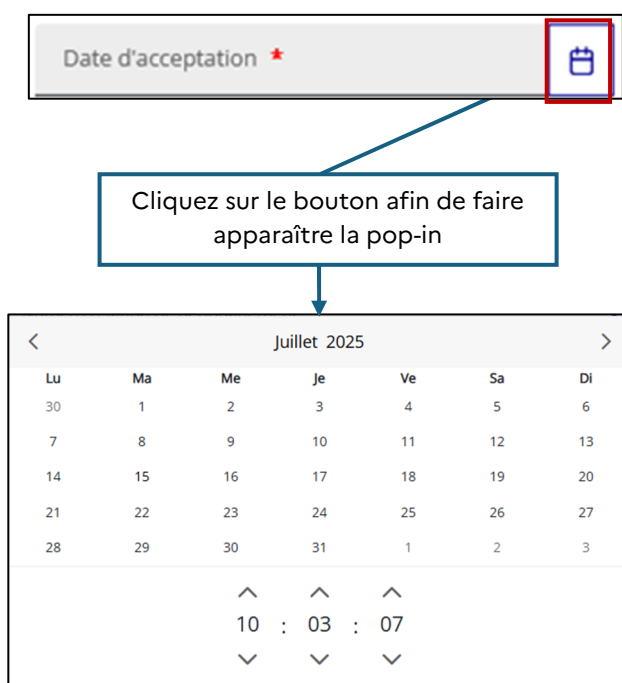 Date d'acceptation *
Cliquez sur le bouton afin de faire
apparaître la pop-in
Juillet 2025
Lu Ma Me Je Ve Sa Di
30 1 2 3 4 5 6
7 8 9 10 11 12 13
14 15 16 17 18 19 20
21 22 23 24 25 26 27
28 29 30 31 1 2 3
10 : 03 : 07